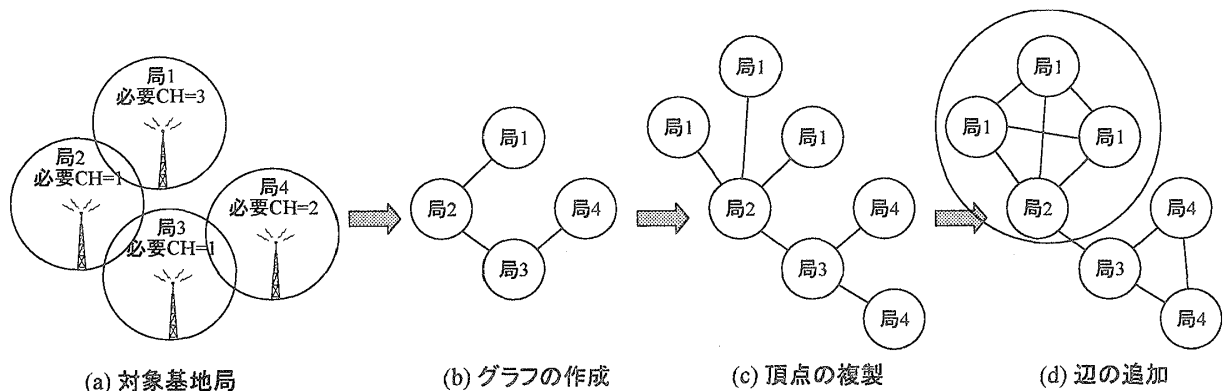 局1
必要CH=3
局2
必要CH=1
局4
必要CH=2
局3
必要CH=1
(a) 対象基地局
局1
局2
局4
局3
(b) グラフの作成
局1
局1
局1
局2
局4
局3
局4
(c) 頂点の複製
局1
局1
局1
局2
局4
局3
局4
(d) 辺の追加